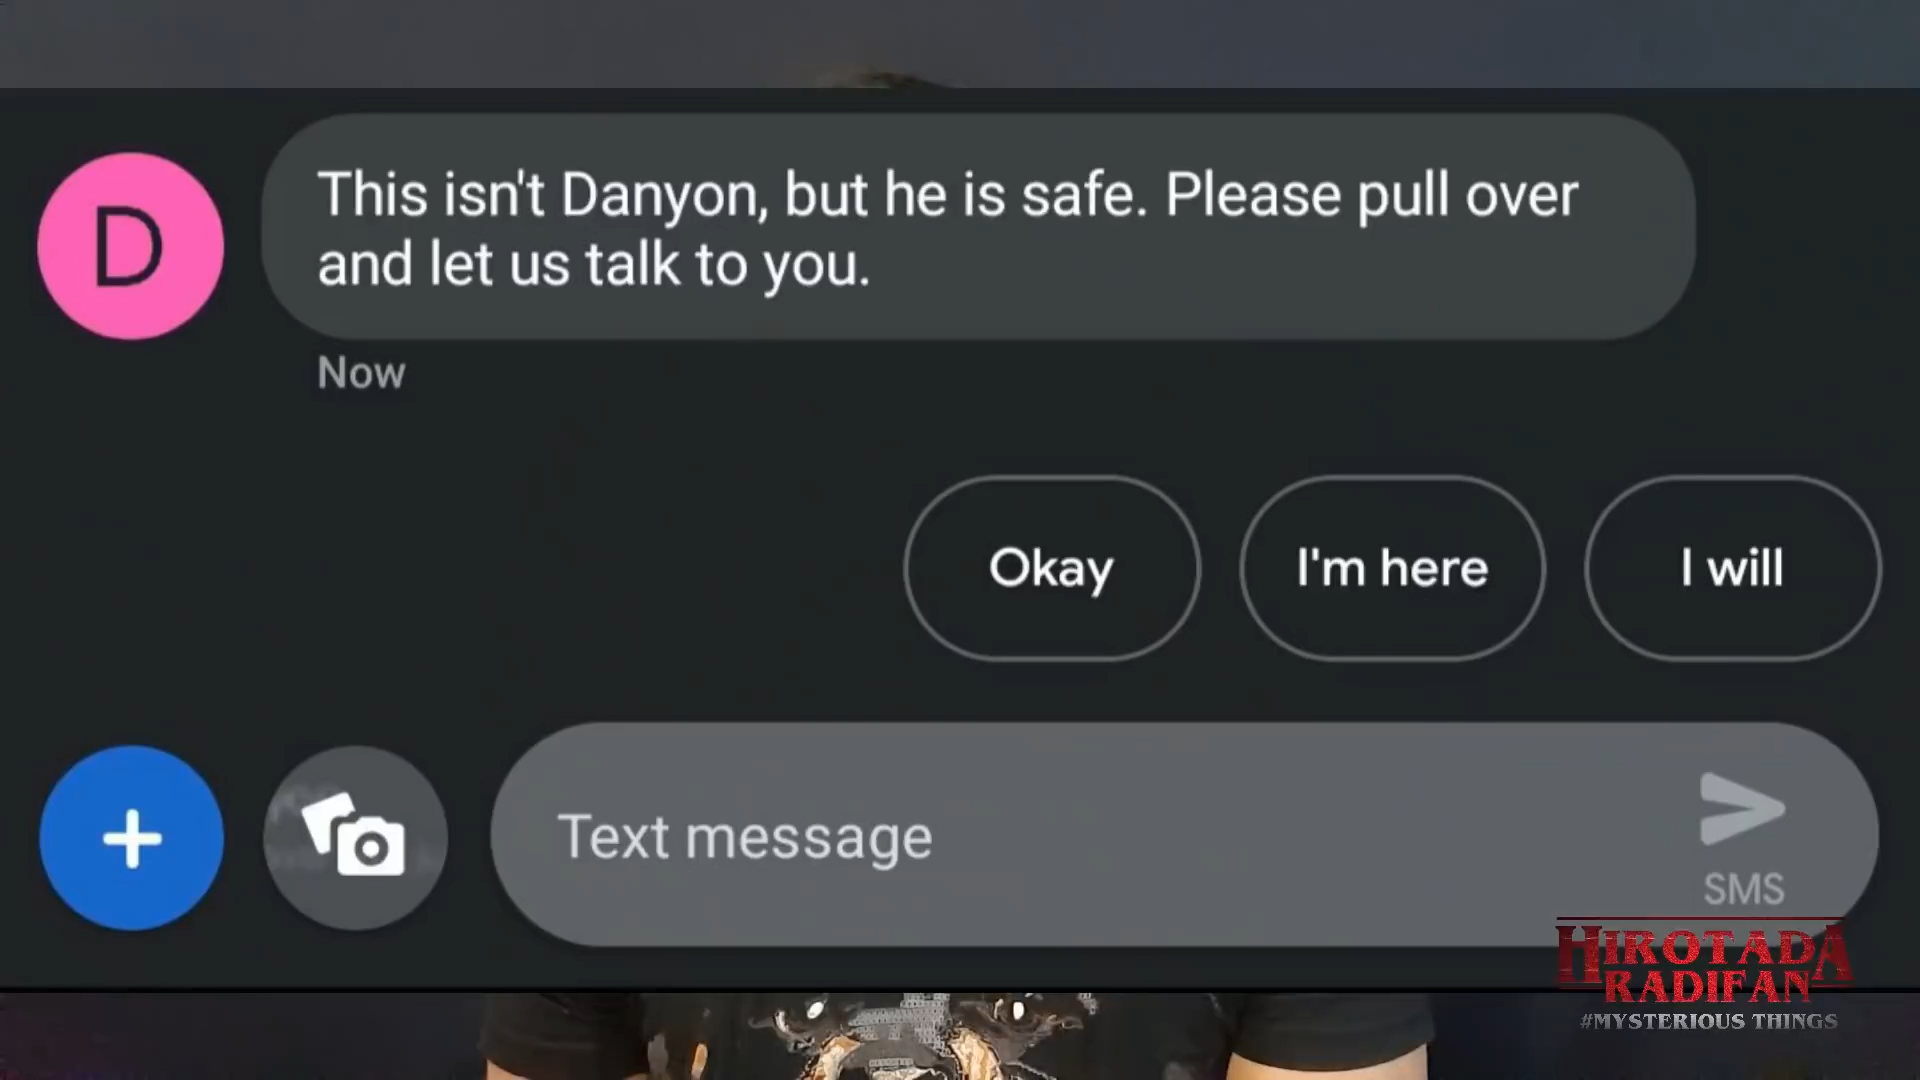 D
This isn't Danyon, but he is safe. Please pull over
and let us talk to you.
Now
Okay
I'm here
I will
Text message
SMS
HIROTADA
RADIFAN
#MYSTERIOUS THINGS